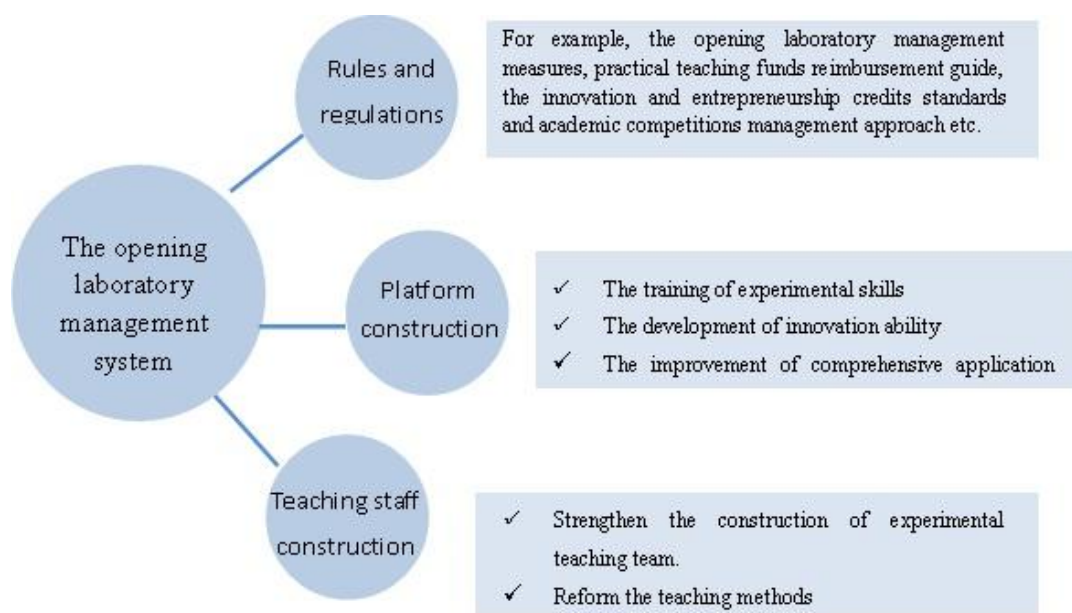 For example, the opening laboratory management
measures, practical teaching funds reimbursement guide,
the innovation and entrepreneurship credits standards
and academic competitions management approach etc.
Rules and
regulations
The opening
laboratory
management
system
Platform
construction
✓ The training of experimental skills
✓ The development of innovation ability
✓ The improvement of comprehensive application
Teaching staff
construction
✓ Strengthen the construction of experimental
teaching team.
✓ Reform the teaching methods